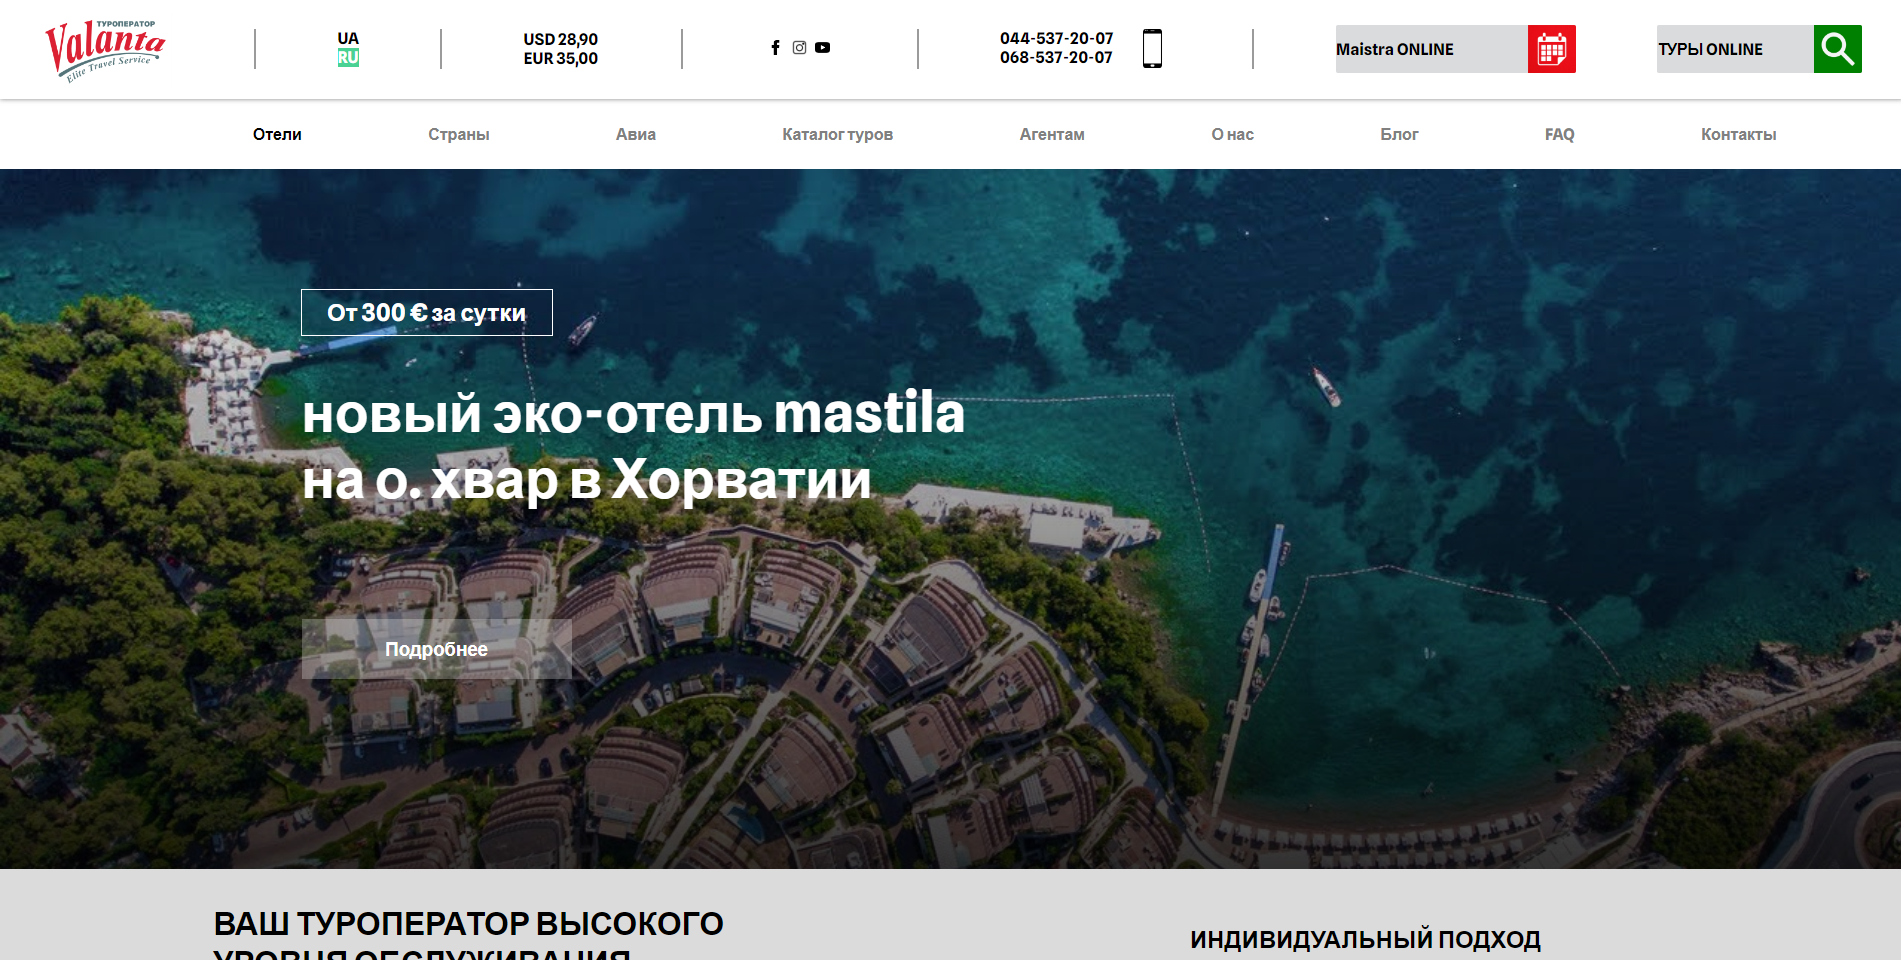 ТУРОПЕРАТОР
Valanta
Elite Travel Service
UA
RU
USD 28,90
EUR 35,00
044-537-20-07
068-537-20-07
Maistra ONLINE
ТУРЫ ONLINE
Отели
Страны
Авиа
Каталог туров
Агентам
О нас
Блог
FAQ
Контакты
От 300 € за сутки
новый эко-отель mastila
на о. хвар в Хорватии
Подробнее
ВАШ ТУРОПЕРАТОР ВЫСОКОГО
УРОВНЯ ОБСЛУЖИВАНИЯ
ИНДИВИДУАЛЬНЫЙ ПОДХОД